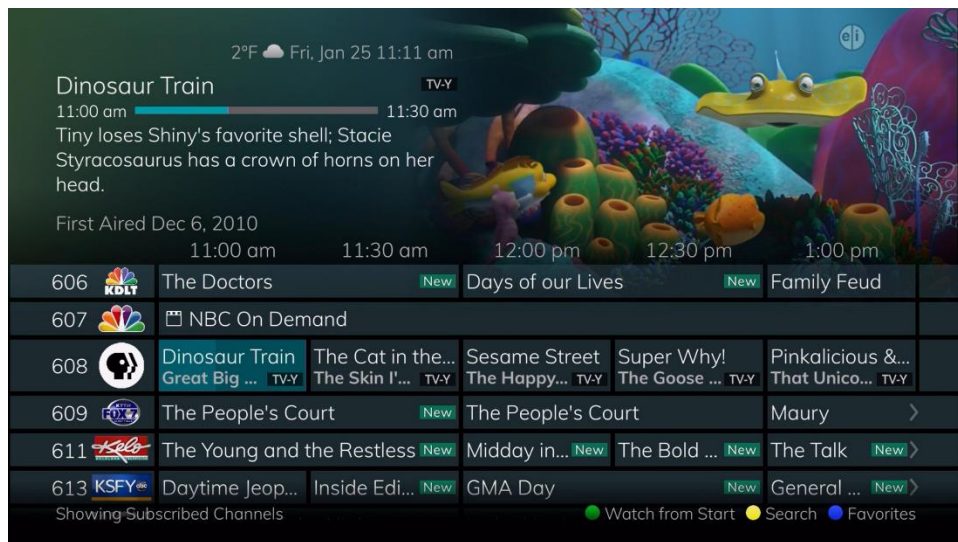 2°F Fri, Jan 25 11:11 am
Dinosaur Train TV-Y
11:00 am 11:30 am
Tiny loses Shiny's favorite shell; Stacie
Styracosaurus has a crown of horns on her
head.
First Aired Dec 6, 2010
11:00 am 11:30 am 12:00 pm 12:30 pm 1:00 pm
606 KDLT The Doctors New Days of our Lives New Family Feud
607 NBC On Demand
608 Dinosaur Train The Cat in the... Sesame Street Super Why! Pinkalicious &...
Great Big ... TV-Y The Skin I'... TV-Y The Happy... TV-Y The Goose ... TV-Y That Unico... TV-Y
609 FOX 7 The People's Court New The People's Court Maury
611 Kelo The Young and the Restless New Midday in... New The Bold ... New The Talk New
613 KSFY abc Daytime Jeop... Inside Edi... New GMA Day New General ... New
Showing Subscribed Channels Watch from Start Search Favorites